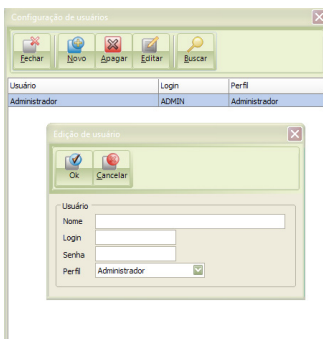 Configuração de usuários
Fechar Novo Apagar Editar Buscar
Usuário Login Perfil
Administrador ADMIN Administrador
Edição de usuário
Ok Cancelar
Usuário
Nome
Login
Senha
Perfil Administrador